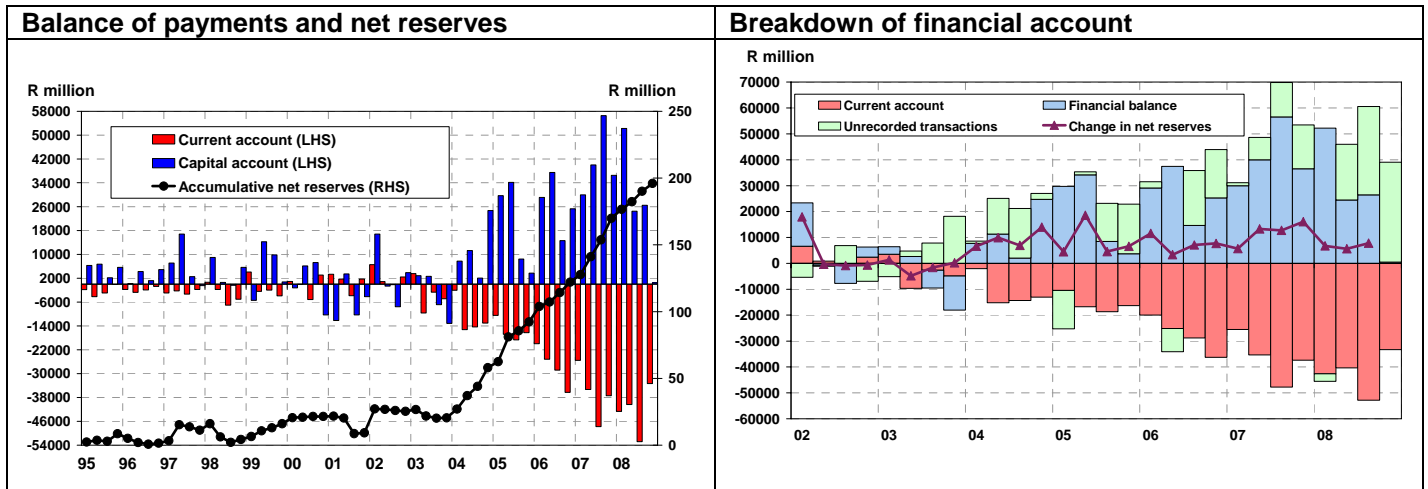 Balance of payments and net reserves
R million
R million
58000
50000
42000
34000
26000
18000
10000
2000
-6000
-14000
-22000
-30000
-38000
-46000
-54000
250
200
150
100
50
0
Current account (LHS)
Capital account (LHS)
Accumulative net reserves (RHS)
95 96 97 98 99 00 01 02 03 04 05 06 07 08
Breakdown of financial account
R million
70000
60000
50000
40000
30000
20000
10000
0
-10000
-20000
-30000
-40000
-50000
-60000
Current account Financial balance
Unrecorded transactions Change in net reserves
02 03 04 05 06 07 08